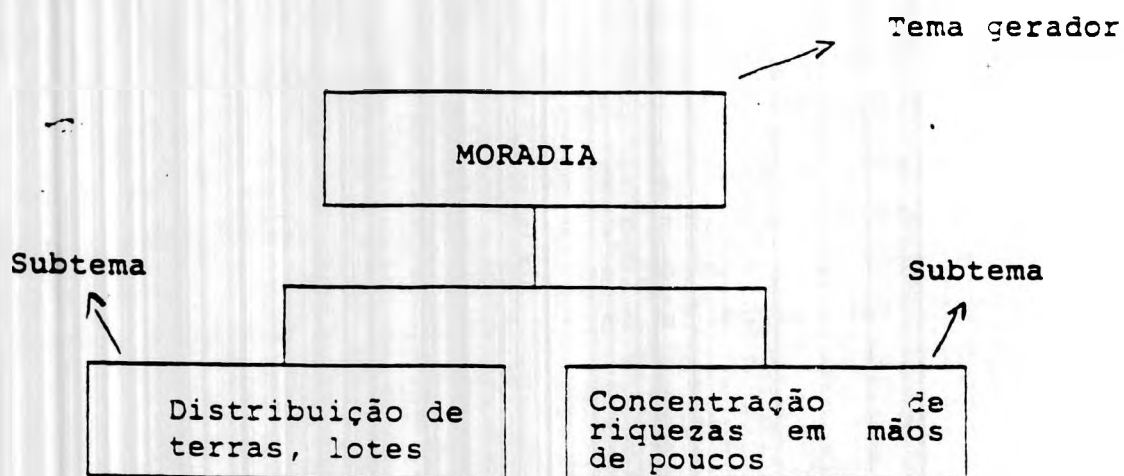 Tema gerador
MORADIA
Subtema
Subtema
Distribuição de
terras, lotes
Concentração de
riquezas em mãos
de poucos